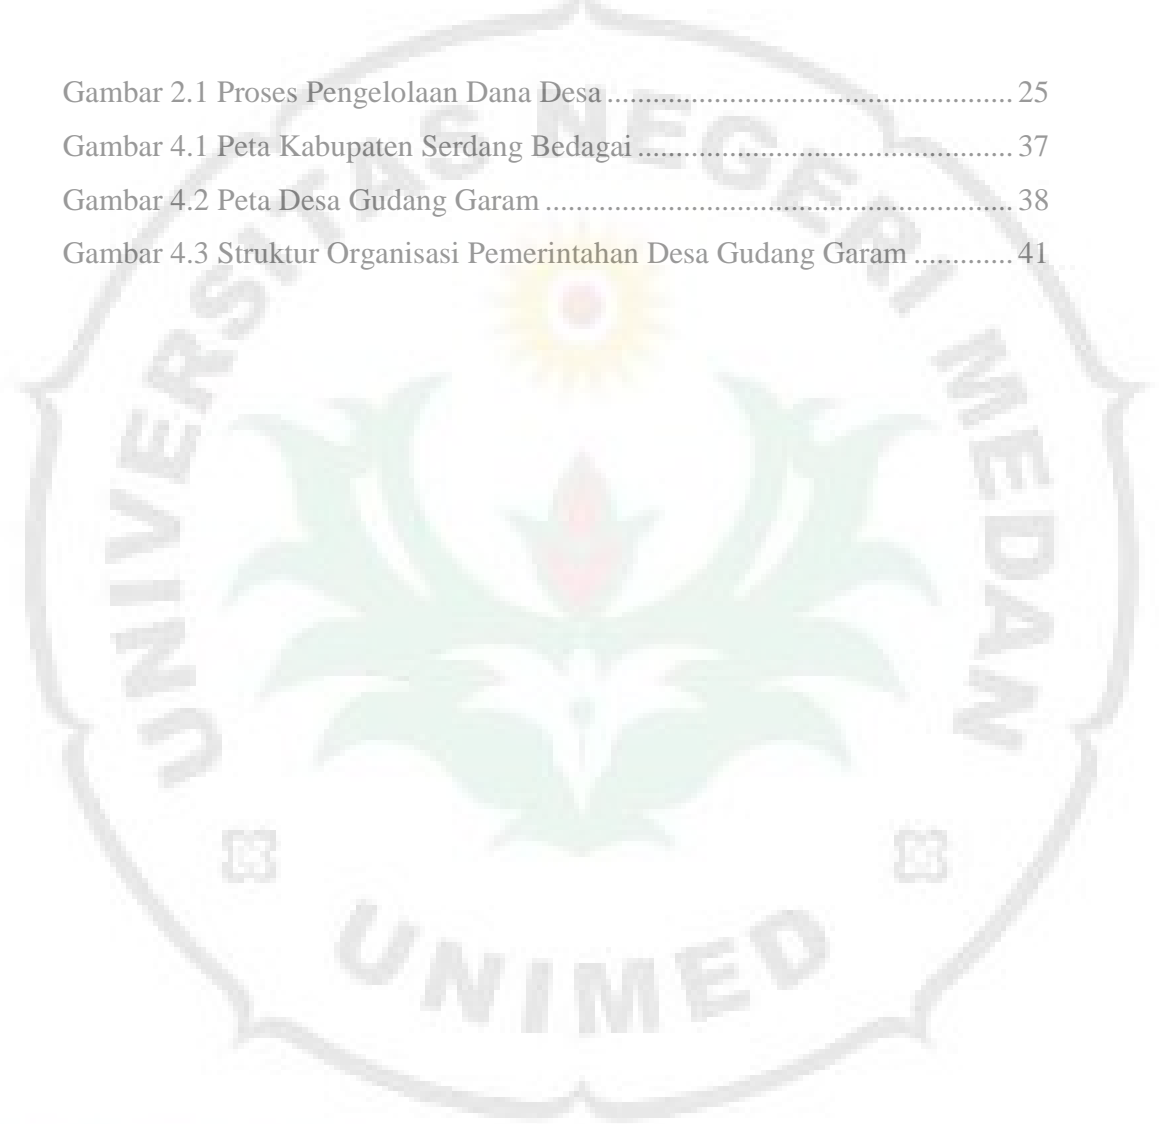 Gambar 2.1 Proses Pengelolaan Dana Desa ................................................... 25
Gambar 4.1 Peta Kabupaten Serdang Bedagai ............................................... 37
Gambar 4.2 Peta Desa Gudang Garam ........................................................... 38
Gambar 4.3 Struktur Organisasi Pemerintahan Desa Gudang Garam ............. 41
UNIVERSITAS NEGERI MEDAN
UNIMED